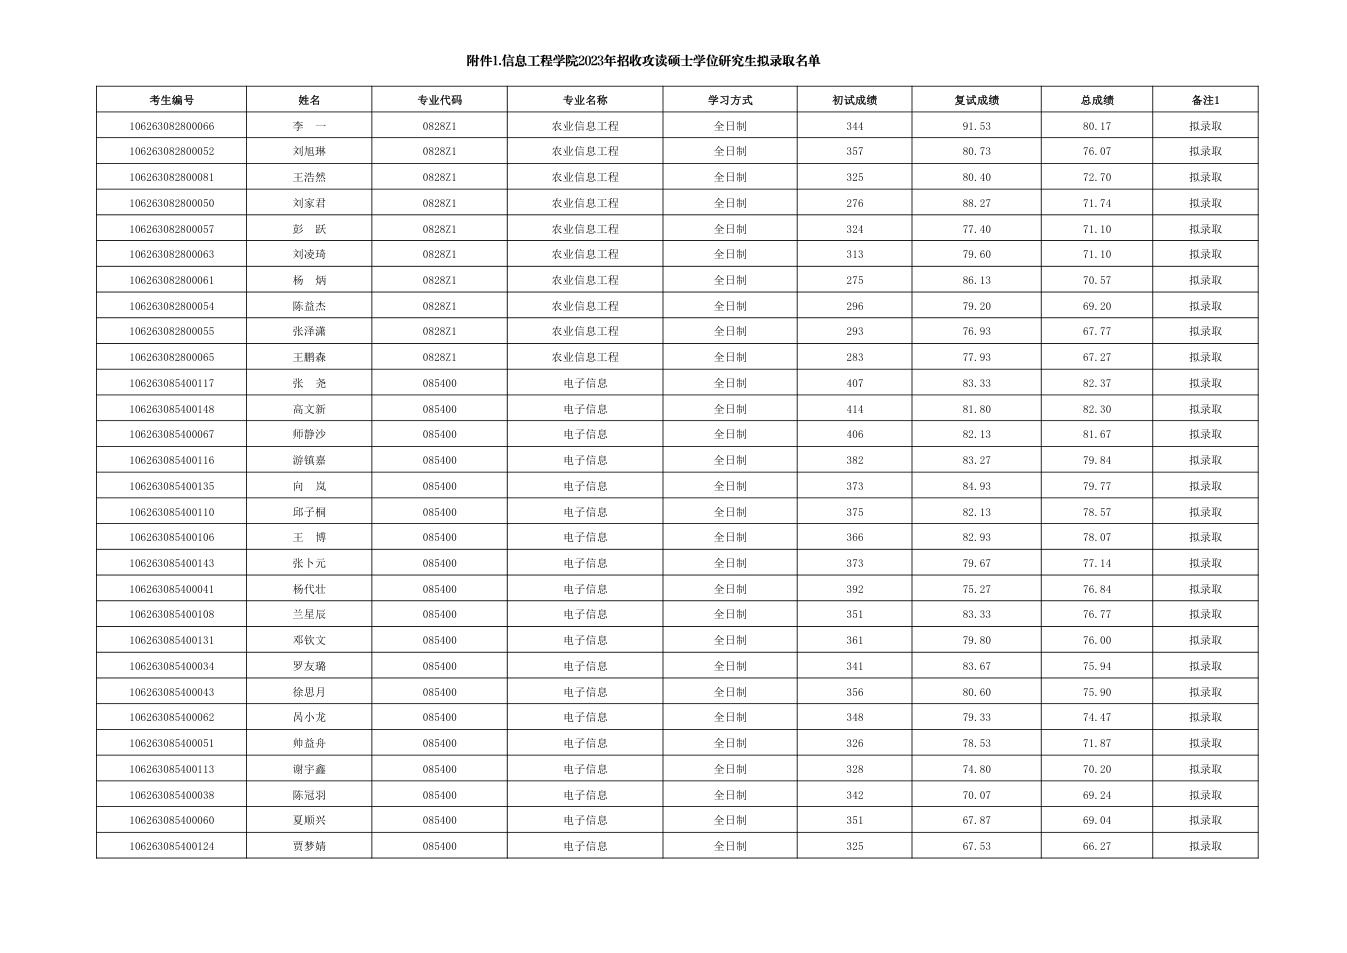 附件1.信息工程学院2023年招收攻读硕士学位研究生拟录取名单
考生编号 姓名 专业代码 专业名称 学习方式 初试成绩 复试成绩 总成绩 备注1
106263082800066 李　一 0828Z1 农业信息工程 全日制 344 91.53 80.17 拟录取
106263082800052 刘旭琳 0828Z1 农业信息工程 全日制 357 80.73 76.07 拟录取
106263082800081 王浩然 0828Z1 农业信息工程 全日制 325 80.40 72.70 拟录取
106263082800050 刘家君 0828Z1 农业信息工程 全日制 276 88.27 71.74 拟录取
106263082800057 彭　跃 0828Z1 农业信息工程 全日制 324 77.40 71.10 拟录取
106263082800063 刘凌琦 0828Z1 农业信息工程 全日制 313 79.60 71.10 拟录取
106263082800061 杨　炳 0828Z1 农业信息工程 全日制 275 86.13 70.57 拟录取
106263082800054 陈益杰 0828Z1 农业信息工程 全日制 296 79.20 69.20 拟录取
106263082800055 张泽潇 0828Z1 农业信息工程 全日制 293 76.93 67.77 拟录取
106263082800065 王鹏森 0828Z1 农业信息工程 全日制 283 77.93 67.27 拟录取
106263085400117 张　尧 085400 电子信息 全日制 407 83.33 82.37 拟录取
106263085400148 高文新 085400 电子信息 全日制 414 81.80 82.30 拟录取
106263085400067 师静沙 085400 电子信息 全日制 406 82.13 81.67 拟录取
106263085400116 游镇嘉 085400 电子信息 全日制 382 83.27 79.84 拟录取
106263085400135 向　岚 085400 电子信息 全日制 373 84.93 79.77 拟录取
106263085400110 邱子桐 085400 电子信息 全日制 375 82.13 78.57 拟录取
106263085400106 王　博 085400 电子信息 全日制 366 82.93 78.07 拟录取
106263085400143 张卜元 085400 电子信息 全日制 373 79.67 77.14 拟录取
106263085400041 杨代壮 085400 电子信息 全日制 392 75.27 76.84 拟录取
106263085400108 兰星辰 085400 电子信息 全日制 351 83.33 76.77 拟录取
106263085400131 邓钦文 085400 电子信息 全日制 361 79.80 76.00 拟录取
106263085400034 罗友璐 085400 电子信息 全日制 341 83.67 75.94 拟录取
106263085400043 徐思月 085400 电子信息 全日制 356 80.60 75.90 拟录取
106263085400062 呙小龙 085400 电子信息 全日制 348 79.33 74.47 拟录取
106263085400051 帅益舟 085400 电子信息 全日制 326 78.53 71.87 拟录取
106263085400113 谢宇鑫 085400 电子信息 全日制 328 74.80 70.20 拟录取
106263085400038 陈冠羽 085400 电子信息 全日制 342 70.07 69.24 拟录取
106263085400060 夏顺兴 085400 电子信息 全日制 351 67.87 69.04 拟录取
106263085400124 贾梦婧 085400 电子信息 全日制 325 67.53 66.27 拟录取